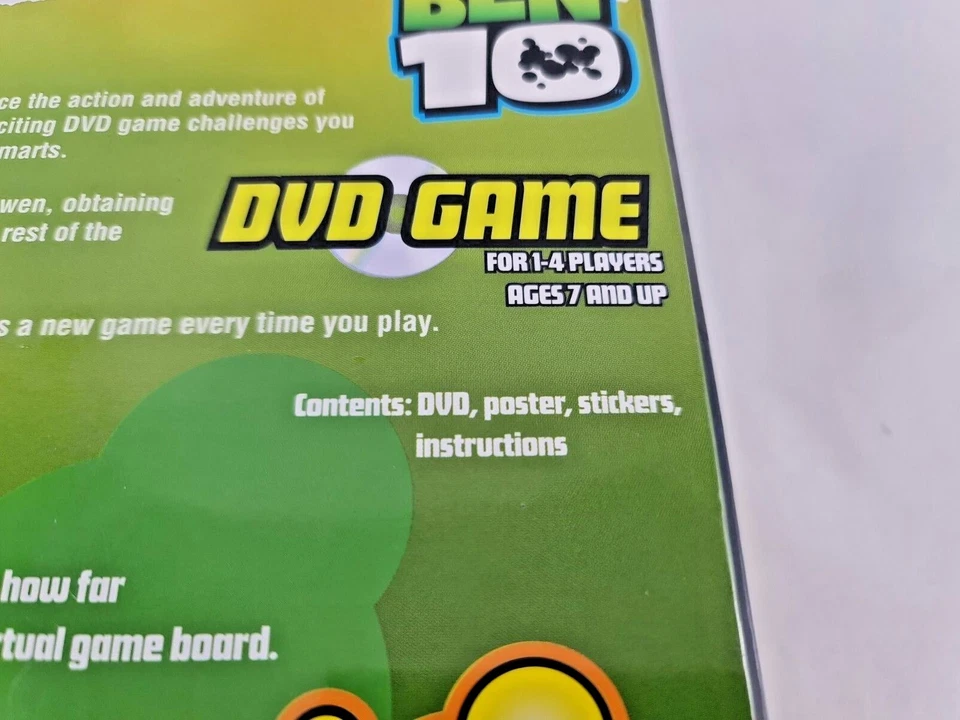 BEN
10
TM
ce the action and adventure of
citing DVD game challenges you
marts.
DVD GAME
wen, obtaining
rest of the
FOR 1-4 PLAYERS
AGES 7 AND UP
s a new game every time you play.
Contents: DVD, poster, stickers,
instructions
how far
rtual game board.